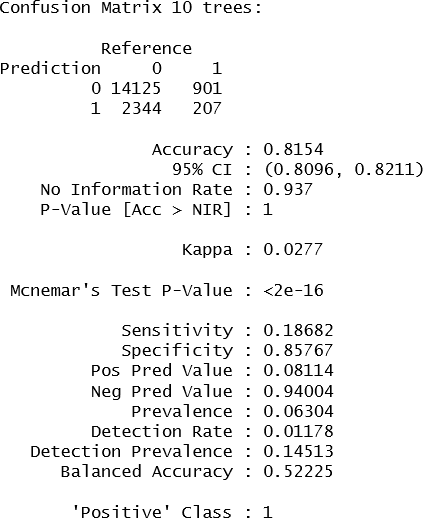 Confusion Matrix 10 trees:
Reference
Prediction 0 1
0 14125 901
1 2344 207
Accuracy : 0.8154
95% CI : (0.8096, 0.8211)
No Information Rate : 0.937
P-Value [Acc > NIR] : 1
Kappa : 0.0277
Mcnemar's Test P-Value : <2e-16
Sensitivity : 0.18682
Specificity : 0.85767
Pos Pred Value : 0.08114
Neg Pred Value : 0.94004
Prevalence : 0.06304
Detection Rate : 0.01178
Detection Prevalence : 0.14513
Balanced Accuracy : 0.52225
'Positive' Class : 1